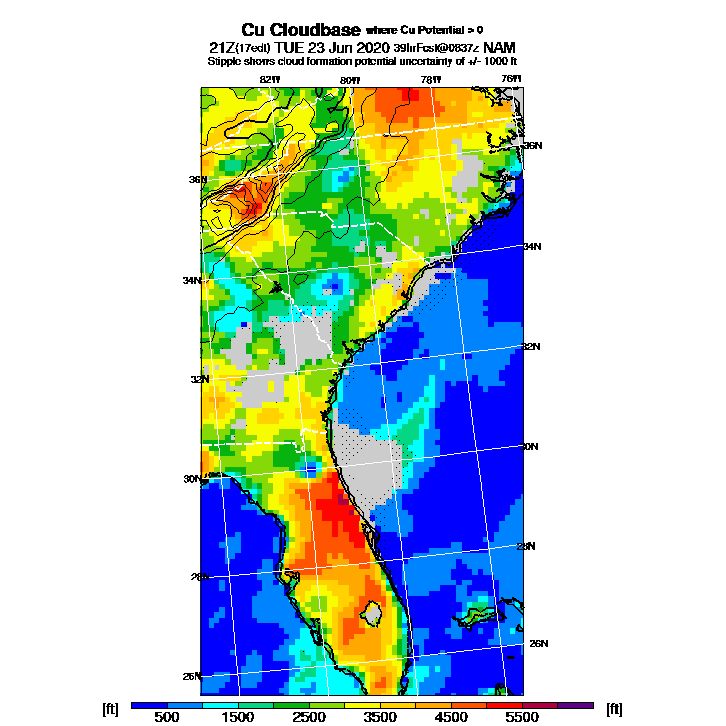 Cu Cloudbase where Cu Potential > 0
21Z(17edt) TUE 23 Jun 2020 39hrFcst@0837z NAM
Stipple shows cloud formation potential uncertainty of +/- 1000 ft
82W 80W 78W 76W
36N
36N
34N
34N
32N
32N
30N
30N
28N
28N
26N
26N
[ft] [ft]
500 1500 2500 3500 4500 5500